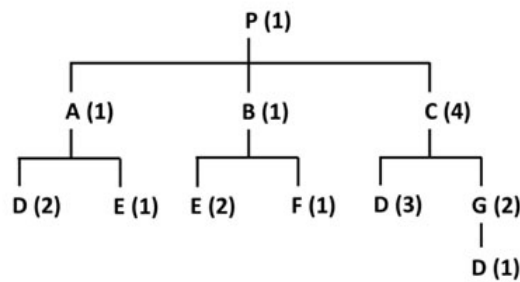 P (1)
A (1) B (1) C (4)
D (2) E (1) E (2) F (1) D (3) G (2)
D (1)